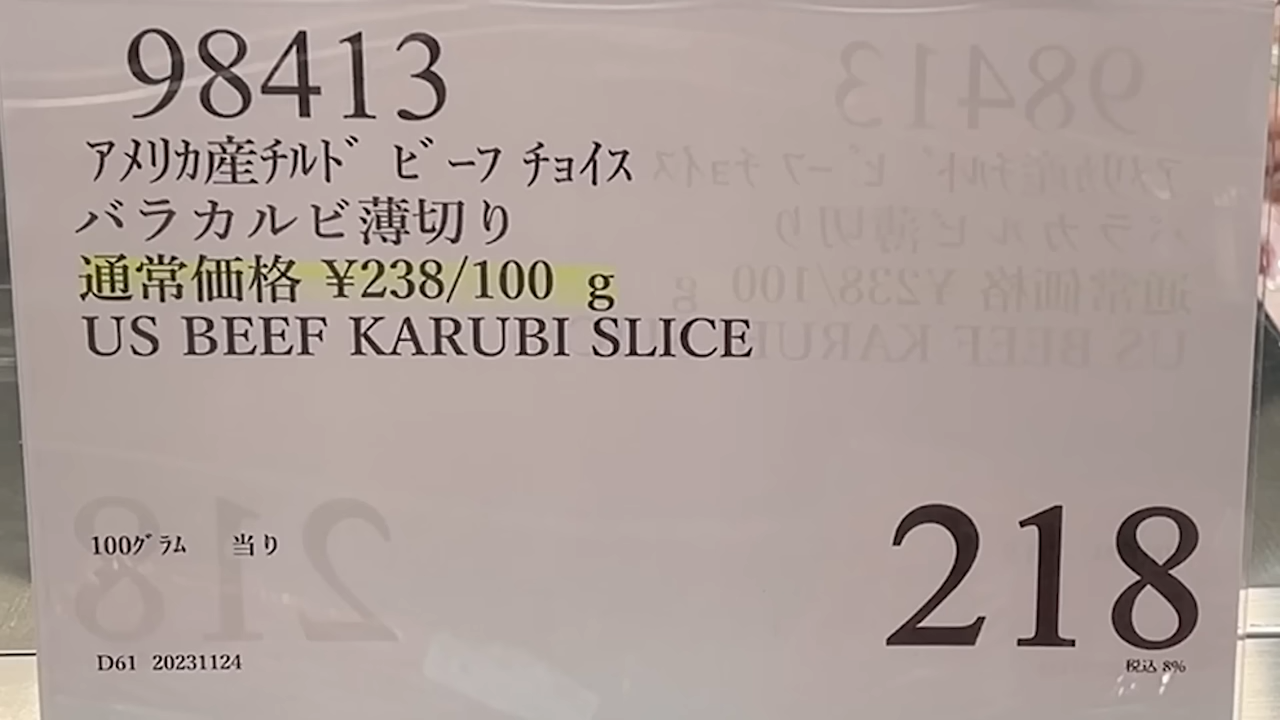 98413
アメリカ産チルド ビーフ チョイス
バラカルビ薄切り
通常価格 ¥238/100 g
US BEEF KARUBI SLICE
100グラム 当り
218
税込 8%
D61 20231124